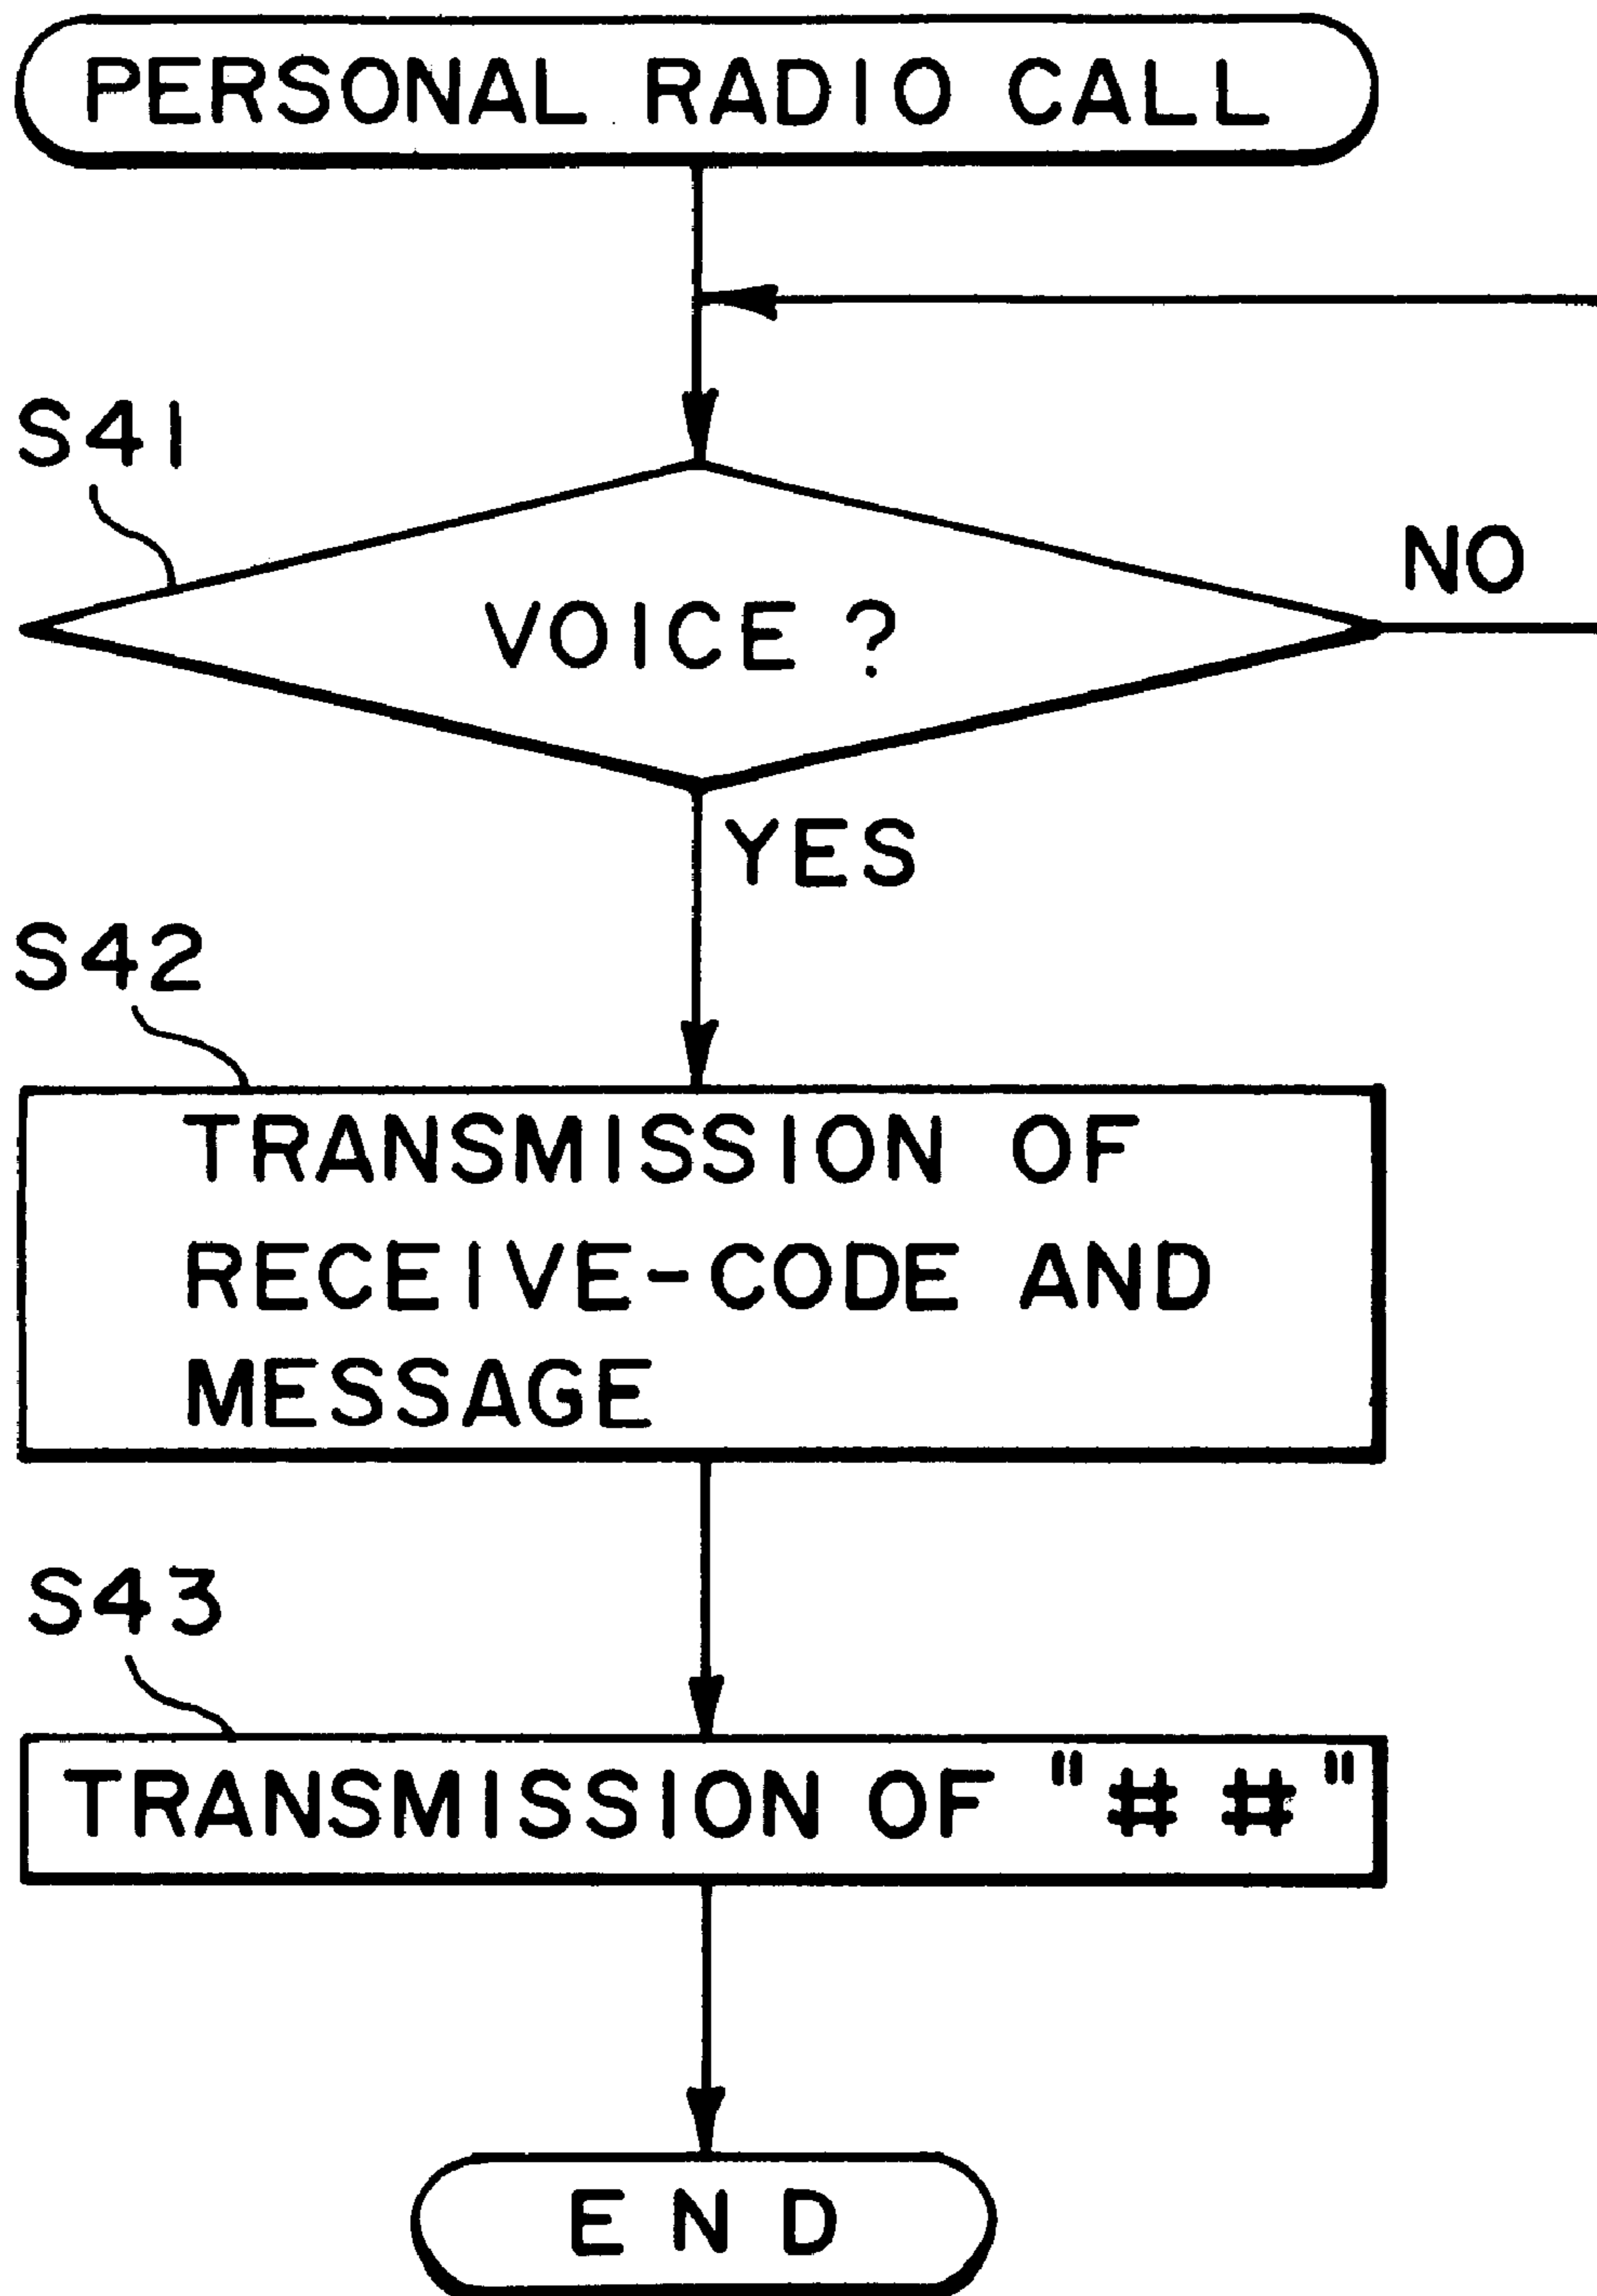 PERSONAL RADIO CALL
S41
NO
VOICE ?
YES
S42
TRANSMISSION OF
RECEIVE-CODE AND
MESSAGE
S43
TRANSMISSION OF "# #"
END